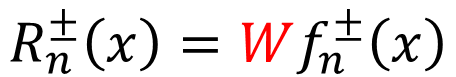 R_n^±(x) = W f_n^±(x)